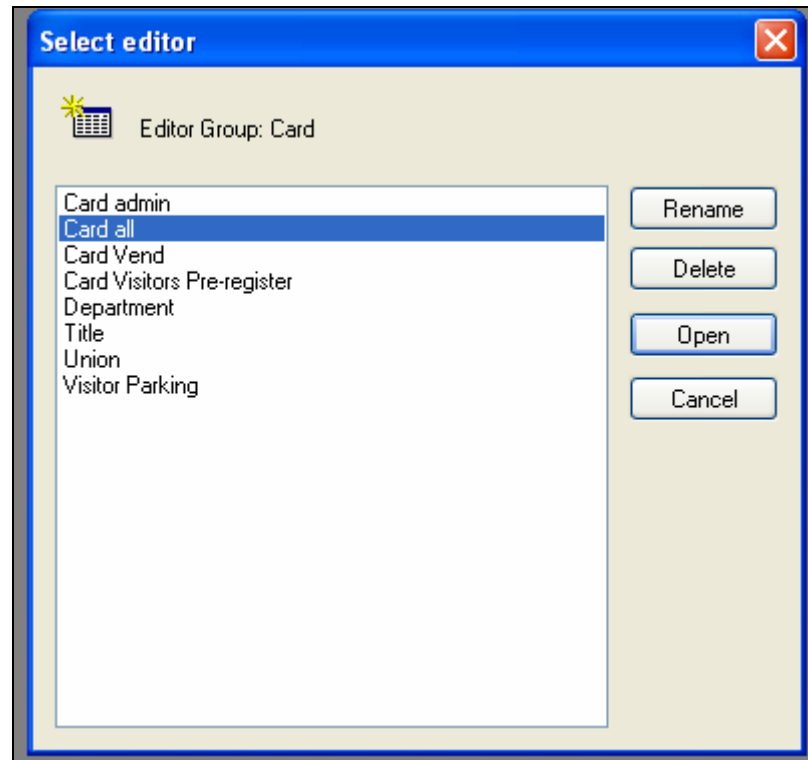 Select editor
Editor Group: Card
Card admin
Card all
Card Vend
Card Visitors Pre-register
Department
Title
Union
Visitor Parking
Rename
Delete
Open
Cancel